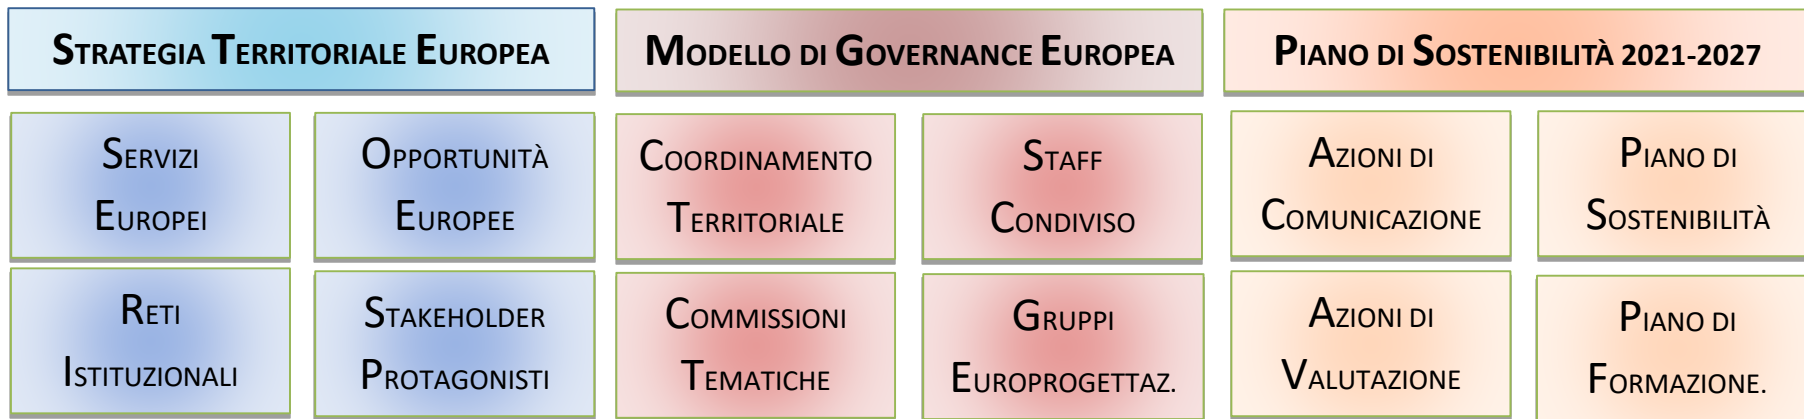 STRATEGIA TERRITORIALE EUROPEA
MODELLO DI GOVERNANCE EUROPEA
PIANO DI SOSTENIBILITÀ 2021-2027
SERVIZI
EUROPEI
OPPORTUNITÀ
EUROPEE
COORDINAMENTO
TERRITORIALE
STAFF
CONDIVISO
AZIONI DI
COMUNICAZIONE
PIANO DI
SOSTENIBILITÀ
RETI
ISTITUZIONALI
STAKEHOLDER
PROTAGONISTI
COMMISSIONI
TEMATICHE
GRUPPI
EUROPROGETTAZ.
AZIONI DI
VALUTAZIONE
PIANO DI
FORMAZIONE.